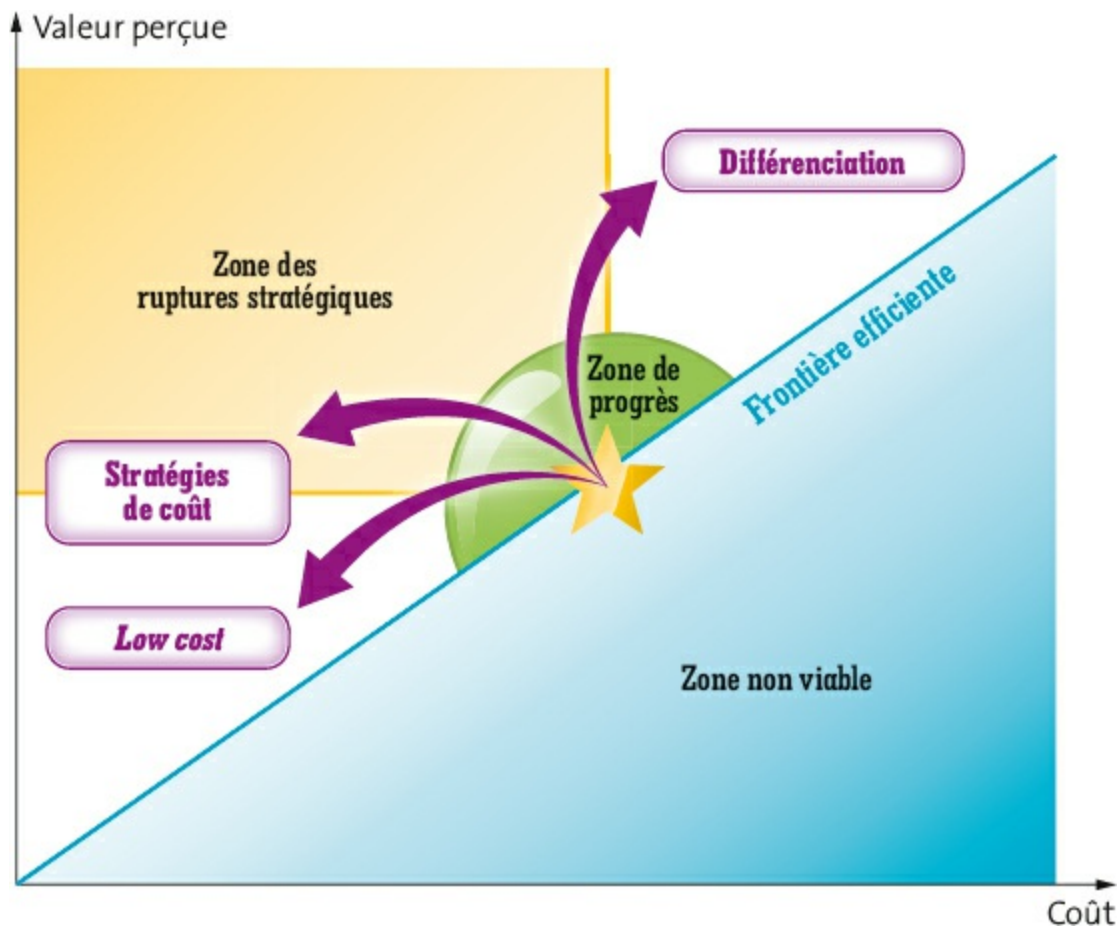 Valeur perçue
Différenciation
Zone des
ruptures stratégiques
Frontière efficiente
Zone de
progrès
Stratégies
de coût
Low cost
Zone non viable
Coût